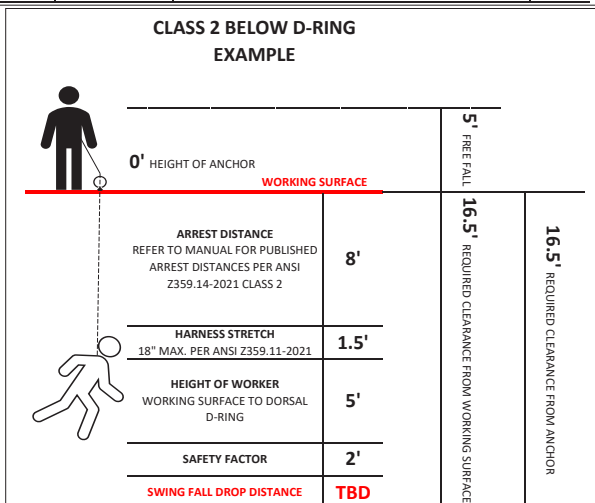 CLASS 2 BELOW D-RING
EXAMPLE
5' FREE FALL
0' HEIGHT OF ANCHOR
WORKING SURFACE
ARREST DISTANCE
REFER TO MANUAL FOR PUBLISHED
ARREST DISTANCES PER ANSI
Z359.14-2021 CLASS 2
8'
16.5' REQUIRED CLEARANCE FROM WORKING SURFACE
16.5' REQUIRED CLEARANCE FROM ANCHOR
HARNESS STRETCH
18" MAX. PER ANSI Z359.11-2021
1.5'
HEIGHT OF WORKER
WORKING SURFACE TO DORSAL
D-RING
5'
SAFETY FACTOR
2'
SWING FALL DROP DISTANCE
TBD